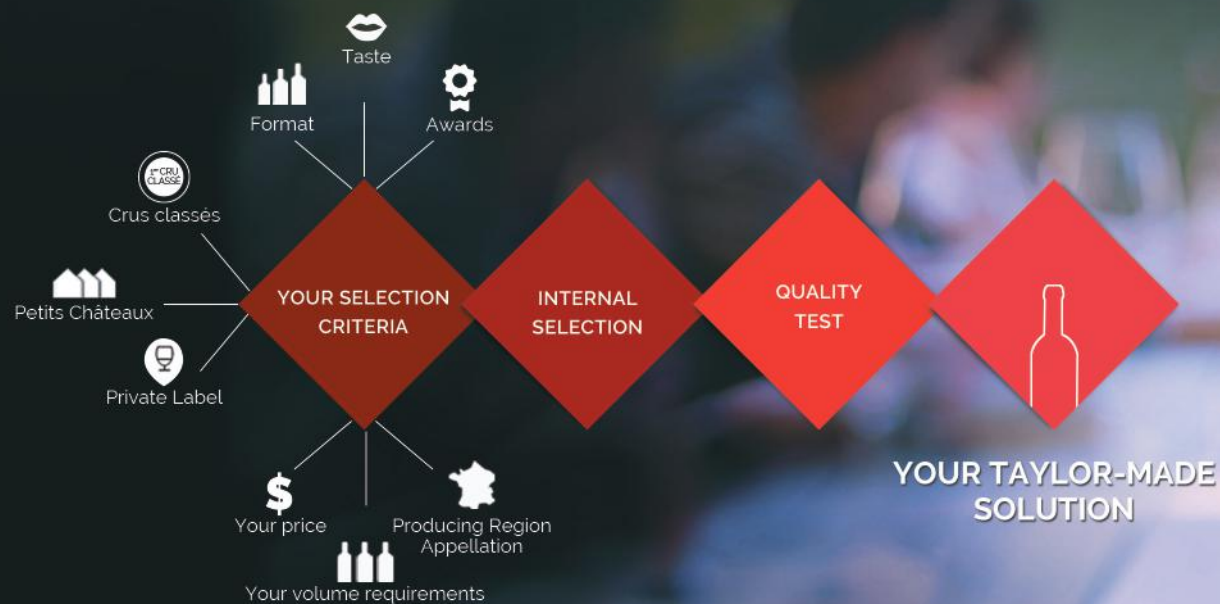 Taste
Format
Awards
1er CRU
CLASSÉ
Crus classés
Petits Châteaux
Private Label
YOUR SELECTION
CRITERIA
INTERNAL
SELECTION
QUALITY
TEST
$
Your price
Producing Region
Appellation
Your volume requirements
YOUR TAYLOR-MADE
SOLUTION